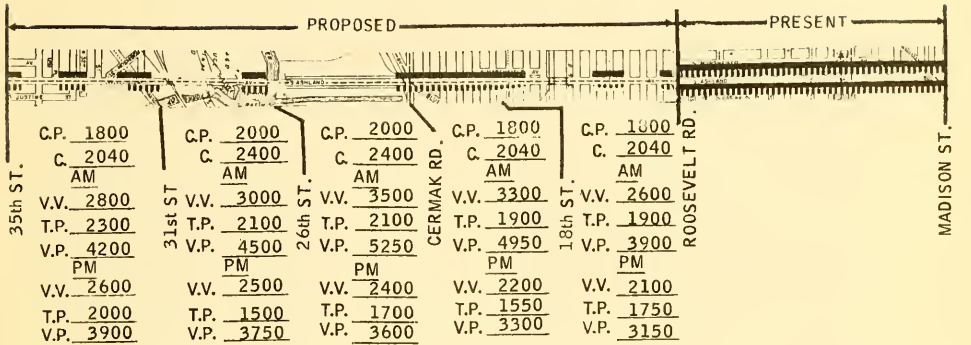 PROPOSED PRESENT
ASHLAND ASHLAND
JUSTINE
35th ST.
31st ST
26th ST.
CERMAK RD.
18th ST.
ROOSEVELT RD.
MADISON ST.
C.P. 1800
C. 2040
AM
V.V. 2800
T.P. 2300
V.P. 4200
PM
V.V. 2600
T.P. 2000
V.P. 3900
C.P. 2000
C. 2400
AM
V.V. 3000
T.P. 2100
V.P. 4500
PM
V.V. 2500
T.P. 1500
V.P. 3750
C.P. 2000
C. 2400
AM
V.V. 3500
T.P. 2100
V.P. 5250
PM
V.V. 2400
T.P. 1700
V.P. 3600
C.P. 1800
C. 2040
AM
V.V. 3300
T.P. 1900
V.P. 4950
PM
V.V. 2200
T.P. 1550
V.P. 3300
C.P. 1800
C. 2040
AM
V.V. 2600
T.P. 1900
V.P. 3900
PM
V.V. 2100
T.P. 1750
V.P. 3150